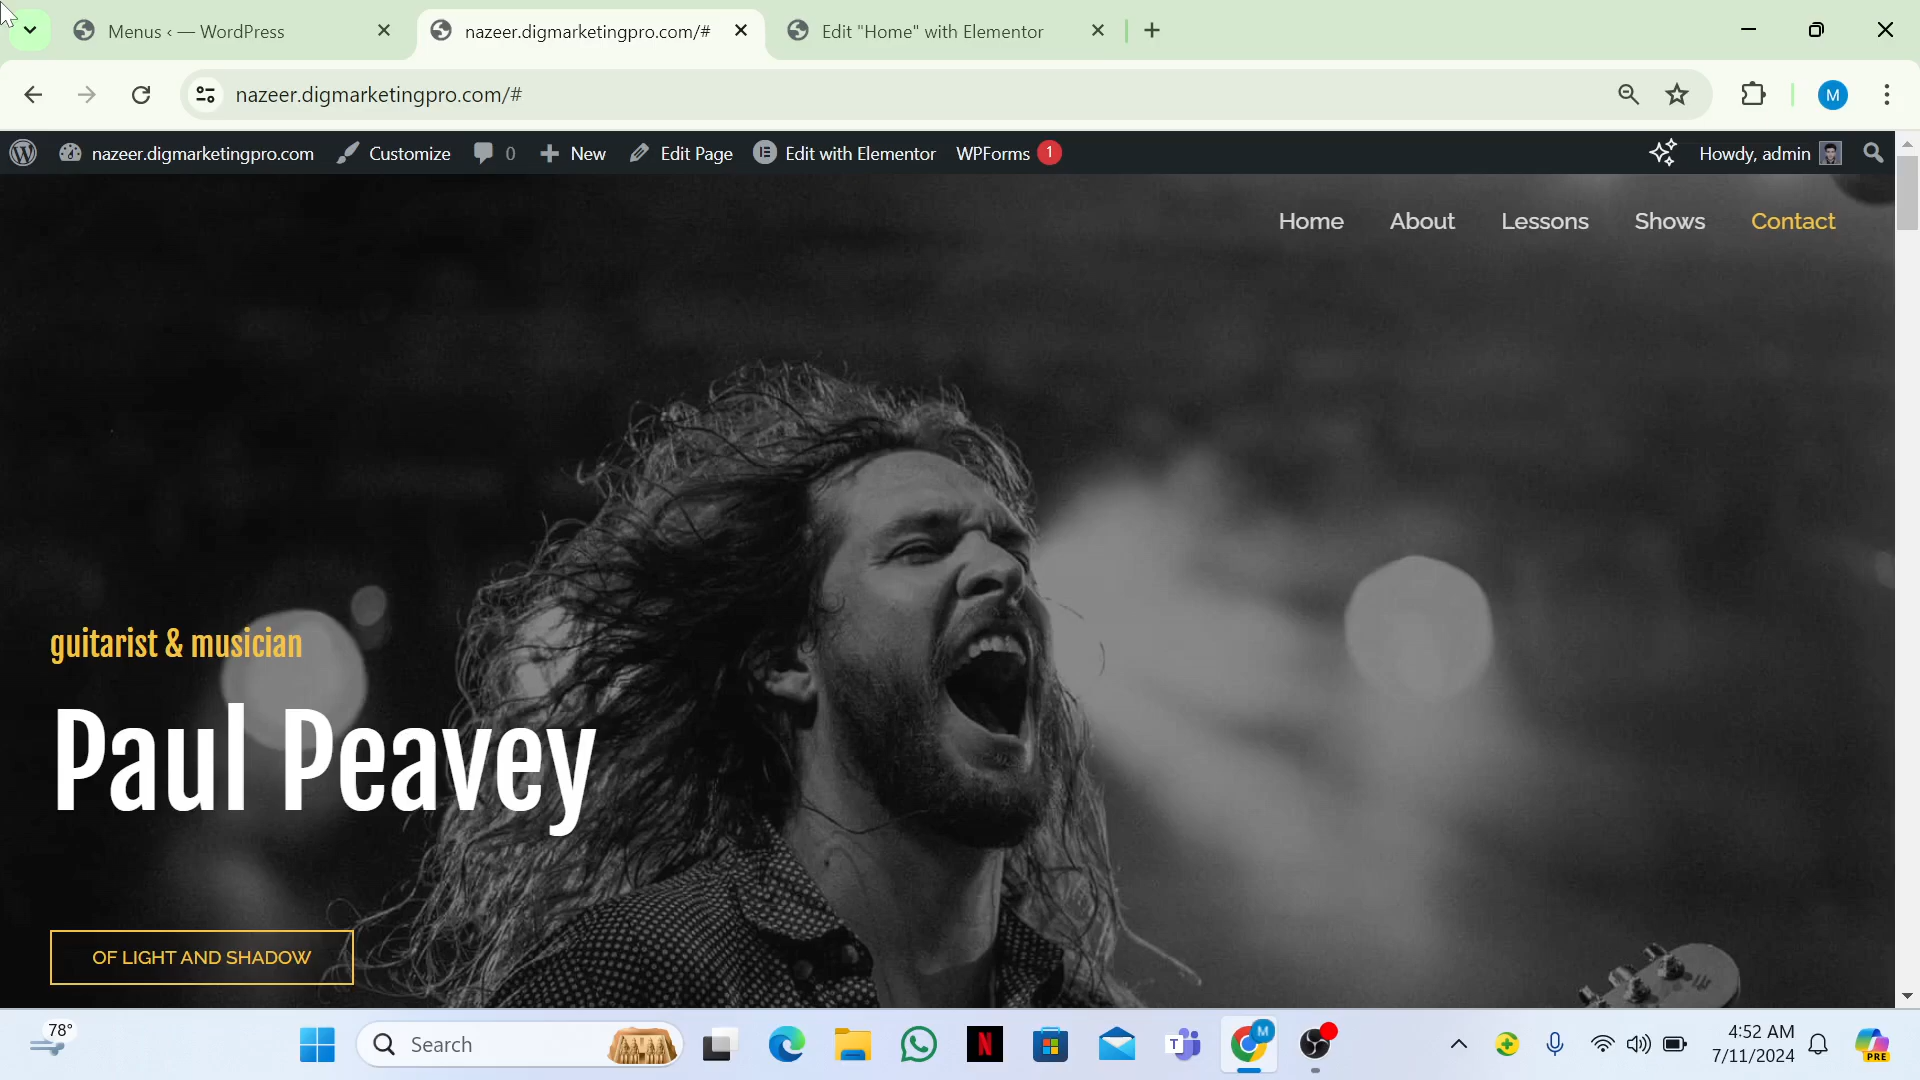 Menus ‹ — WordPress
nazeer.digmarketingpro.com/#
Edit "Home" with Elementor
nazeer.digmarketingpro.com/#
M
nazeer.digmarketingpro.com
Customize
0
New
Edit Page
Edit with Elementor
WPForms 1
Howdy, admin
Home
About
Lessons
Shows
Contact
guitarist & musician
Paul Peavey
OF LIGHT AND SHADOW
78°
Search
4:52 AM
7/11/2024
PRE